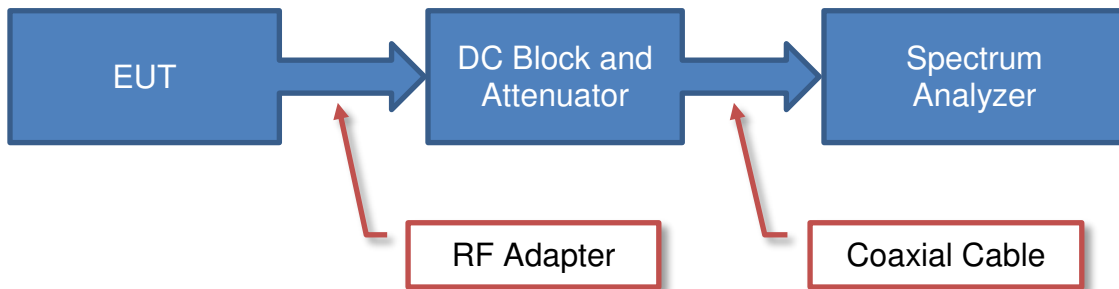 EUT
DC Block and
Attenuator
Spectrum
Analyzer
RF Adapter
Coaxial Cable